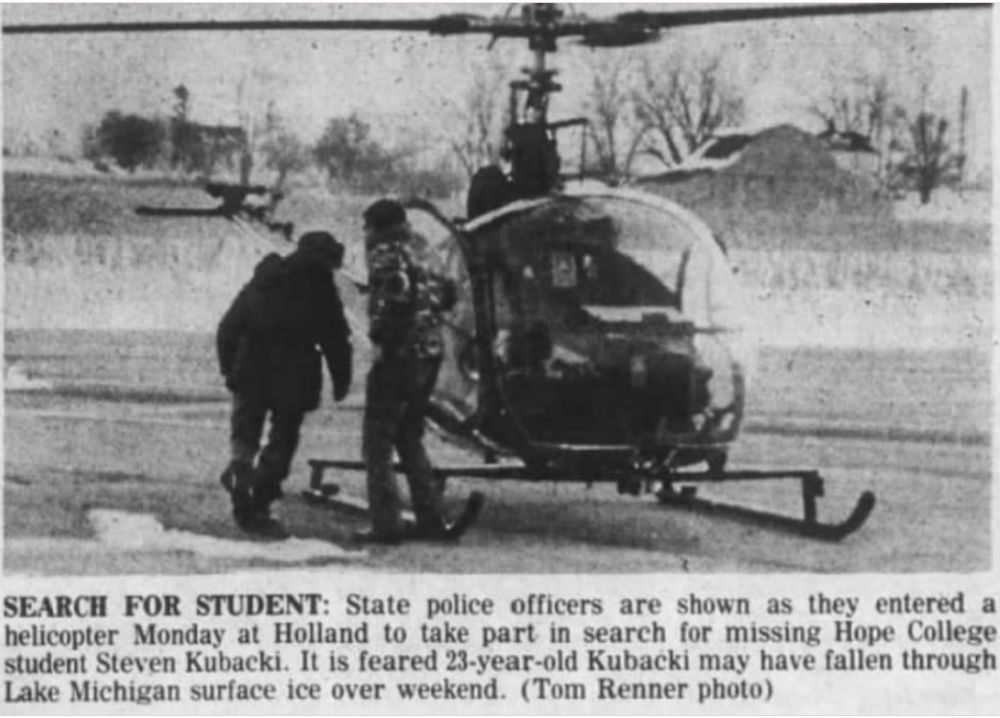 SEARCH FOR STUDENT: State police officers are shown as they entered a
helicopter Monday at Holland to take part in search for missing Hope College
student Steven Kubacki. It is feared 23-year-old Kubacki may have fallen through
Lake Michigan surface ice over weekend. (Tom Renner photo)